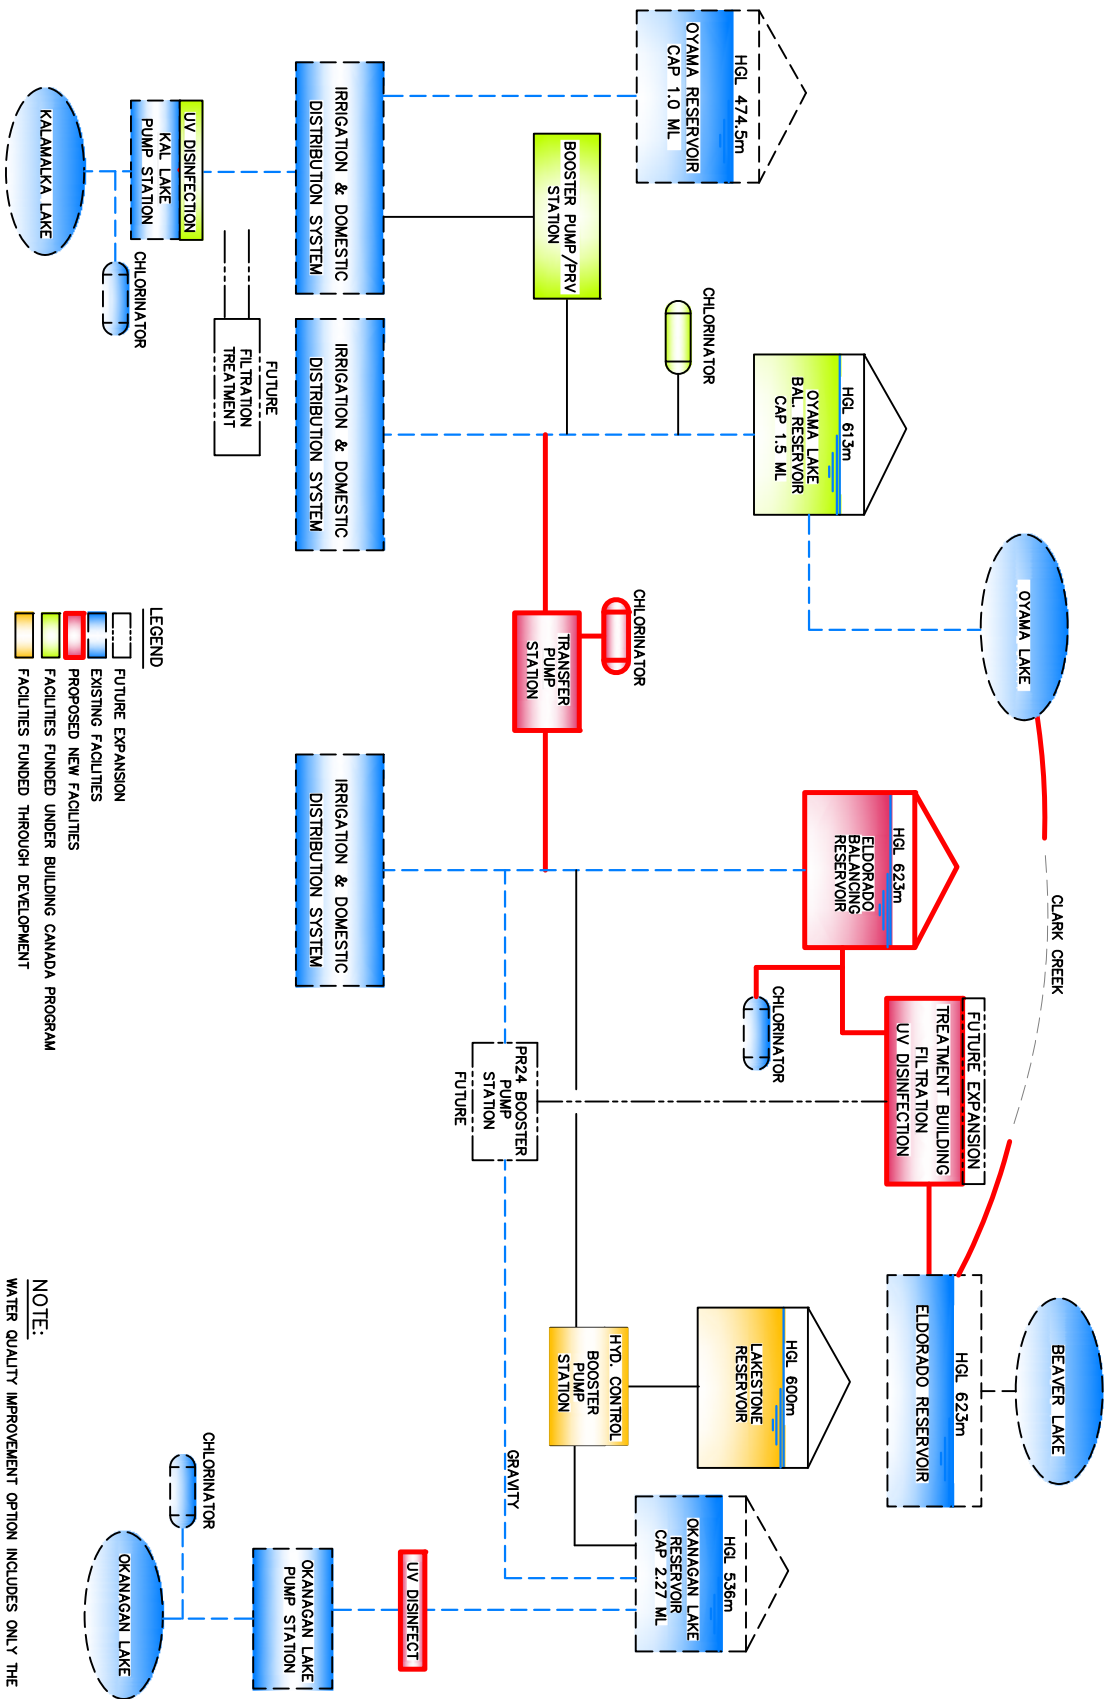 HGL 474.5m
OYAMA RESERVOIR
CAP 1.0 ML
IRRIGATION & DOMESTIC
DISTRIBUTION SYSTEM
UV DISINFECTION
KAL LAKE
PUMP STATION
KALAMALKA LAKE
CHLORINATOR
BOOSTER PUMP/PRV
STATION
FUTURE
FILTRATION
TREATMENT
CHLORINATOR
HGL 613m
OYAMA LAKE
BAL. RESERVOIR
CAP 1.5 ML
IRRIGATION & DOMESTIC
DISTRIBUTION SYSTEM
OYAMA LAKE
CHLORINATOR
TRANSFER
PUMP
STATION
CLARK CREEK
HGL 623m
ELDORADO
BALANCING
RESERVOIR
IRRIGATION & DOMESTIC
DISTRIBUTION SYSTEM
CHLORINATOR
FUTURE EXPANSION
TREATMENT BUILDING
FILTRATION
UV DISINFECTION
PR24 BOOSTER
PUMP
STATION
FUTURE
BEAVER LAKE
HGL 623m
ELDORADO RESERVOIR
HGL 600m
LAKESTONE
RESERVOIR
HYD. CONTROL
BOOSTER
PUMP
STATION
GRAVITY
HGL 536m
OKANAGAN LAKE
RESERVOIR
CAP 2.27 ML
UV DISINFECT
OKANAGAN LAKE
PUMP STATION
CHLORINATOR
OKANAGAN LAKE
LEGEND
FUTURE EXPANSION
EXISTING FACILITIES
PROPOSED NEW FACILITIES
FACILITIES FUNDED UNDER BUILDING CANADA PROGRAM
FACILITIES FUNDED THROUGH DEVELOPMENT
NOTE:
WATER QUALITY IMPROVEMENT OPTION INCLUDES ONLY THE